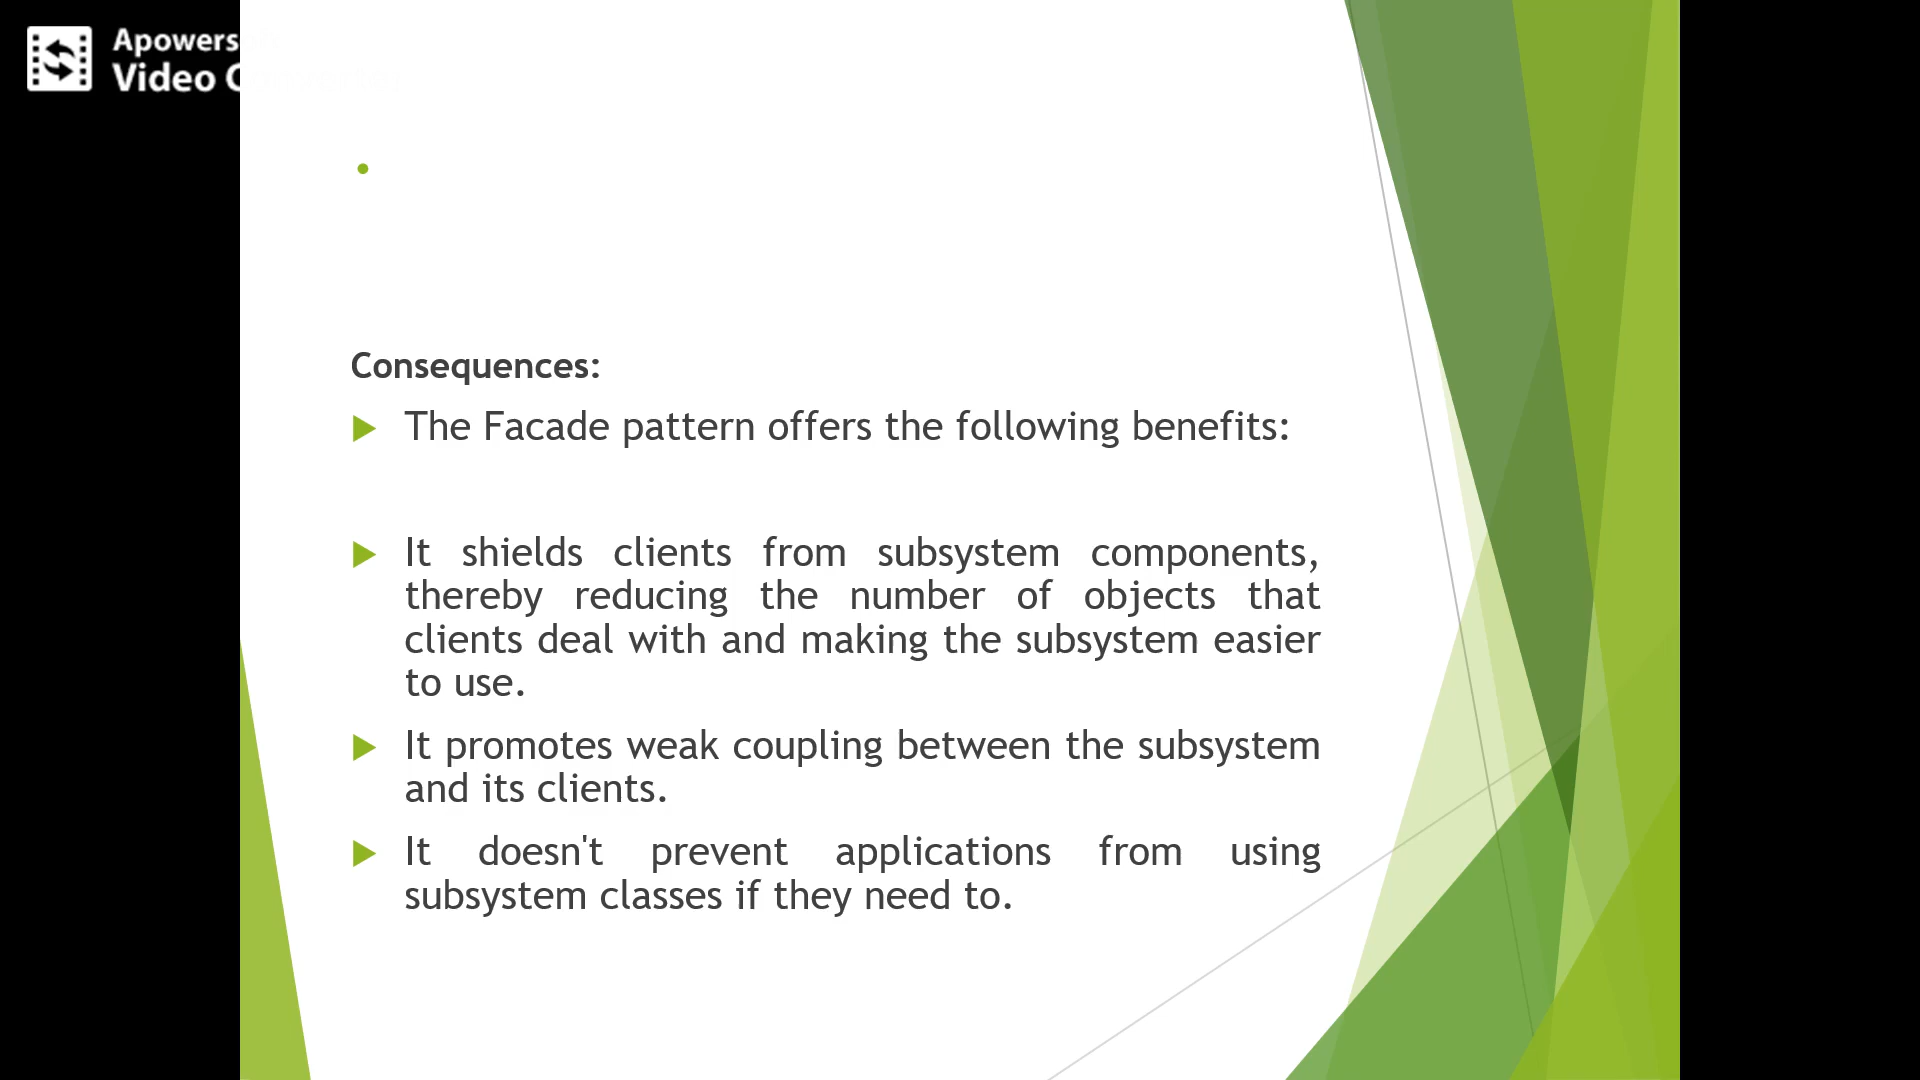 Apowers
Video C
Consequences:
The Facade pattern offers the following benefits:
It shields clients from subsystem components,
thereby reducing the number of objects that
clients deal with and making the subsystem easier
to use.
It promotes weak coupling between the subsystem
and its clients.
It doesn't prevent applications from using
subsystem classes if they need to.